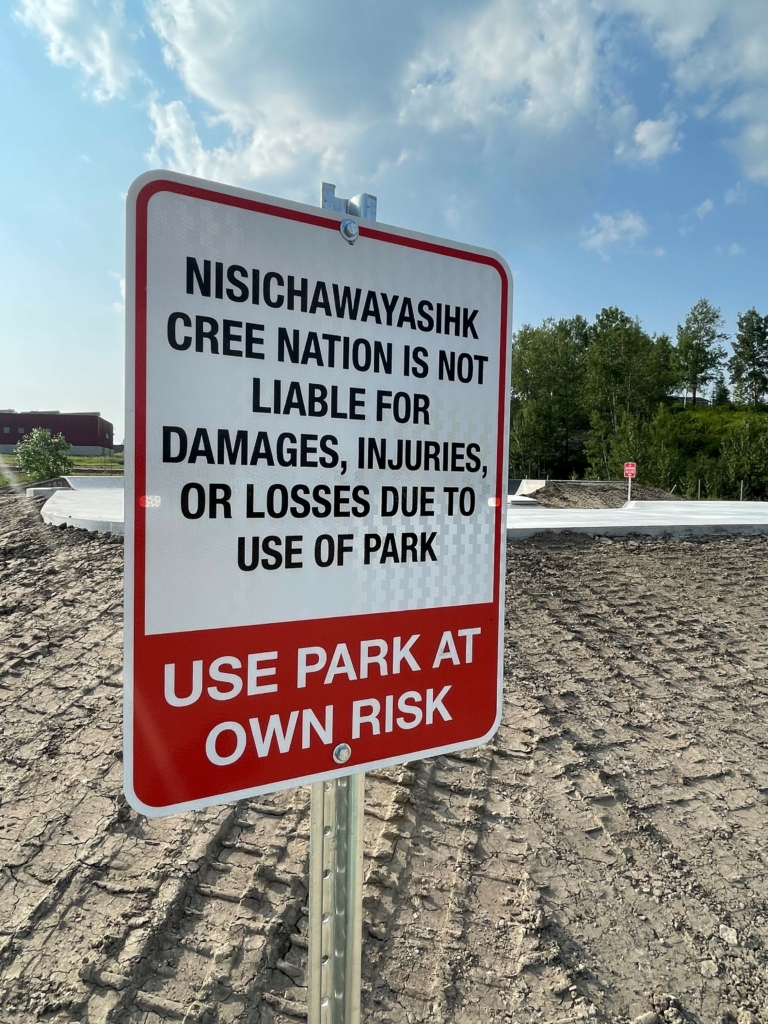 NISICHAWAYASIHK
CREE NATION IS NOT
LIABLE FOR
DAMAGES, INJURIES,
OR LOSSES DUE TO
USE OF PARK
USE PARK AT
OWN RISK